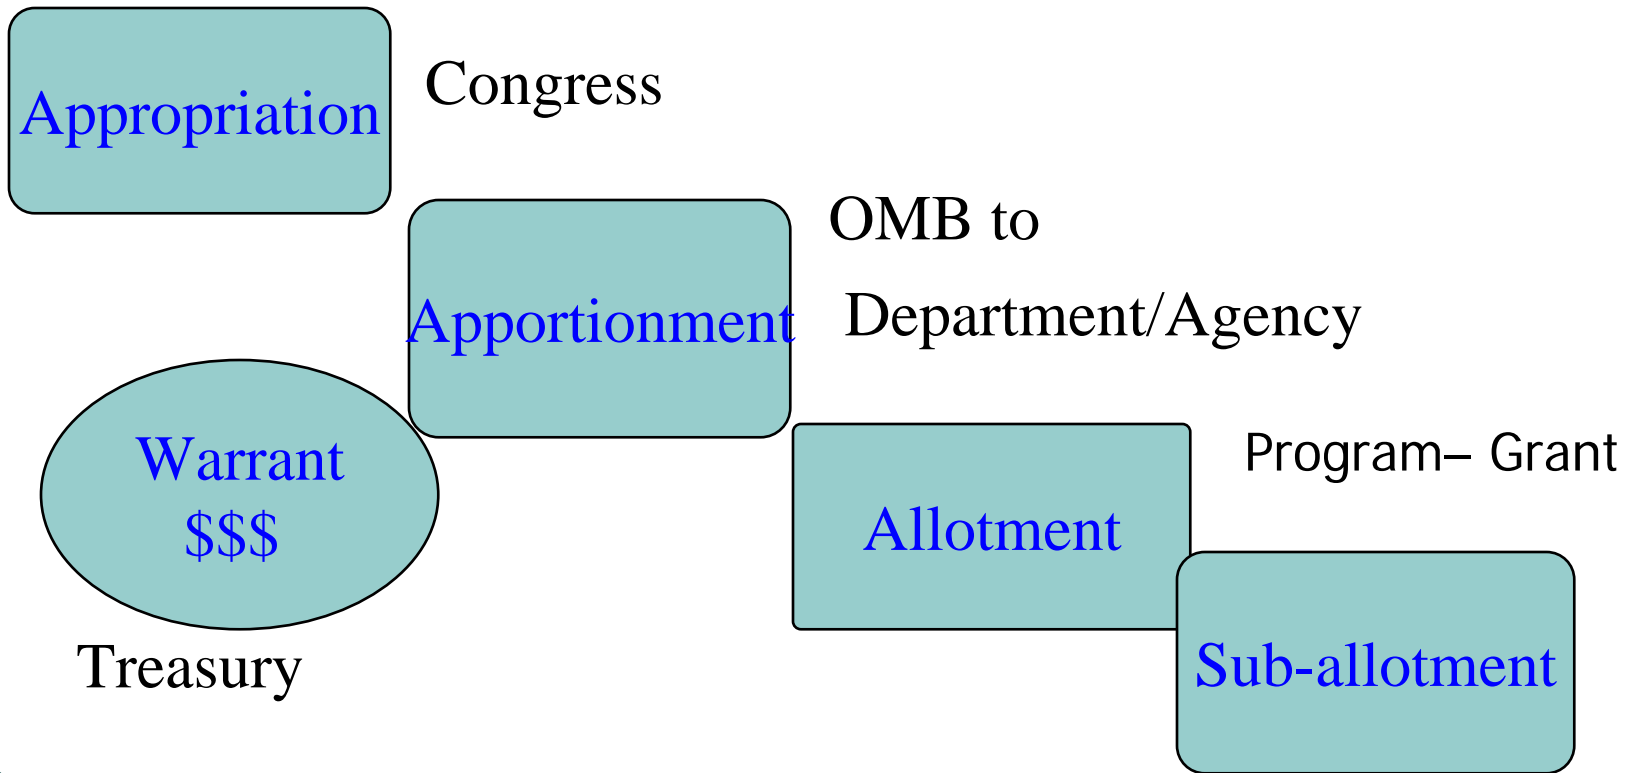 Appropriation
Congress
Apportionment
OMB to
Department/Agency
Warrant
$$$
Treasury
Allotment
Program– Grant
Sub-allotment